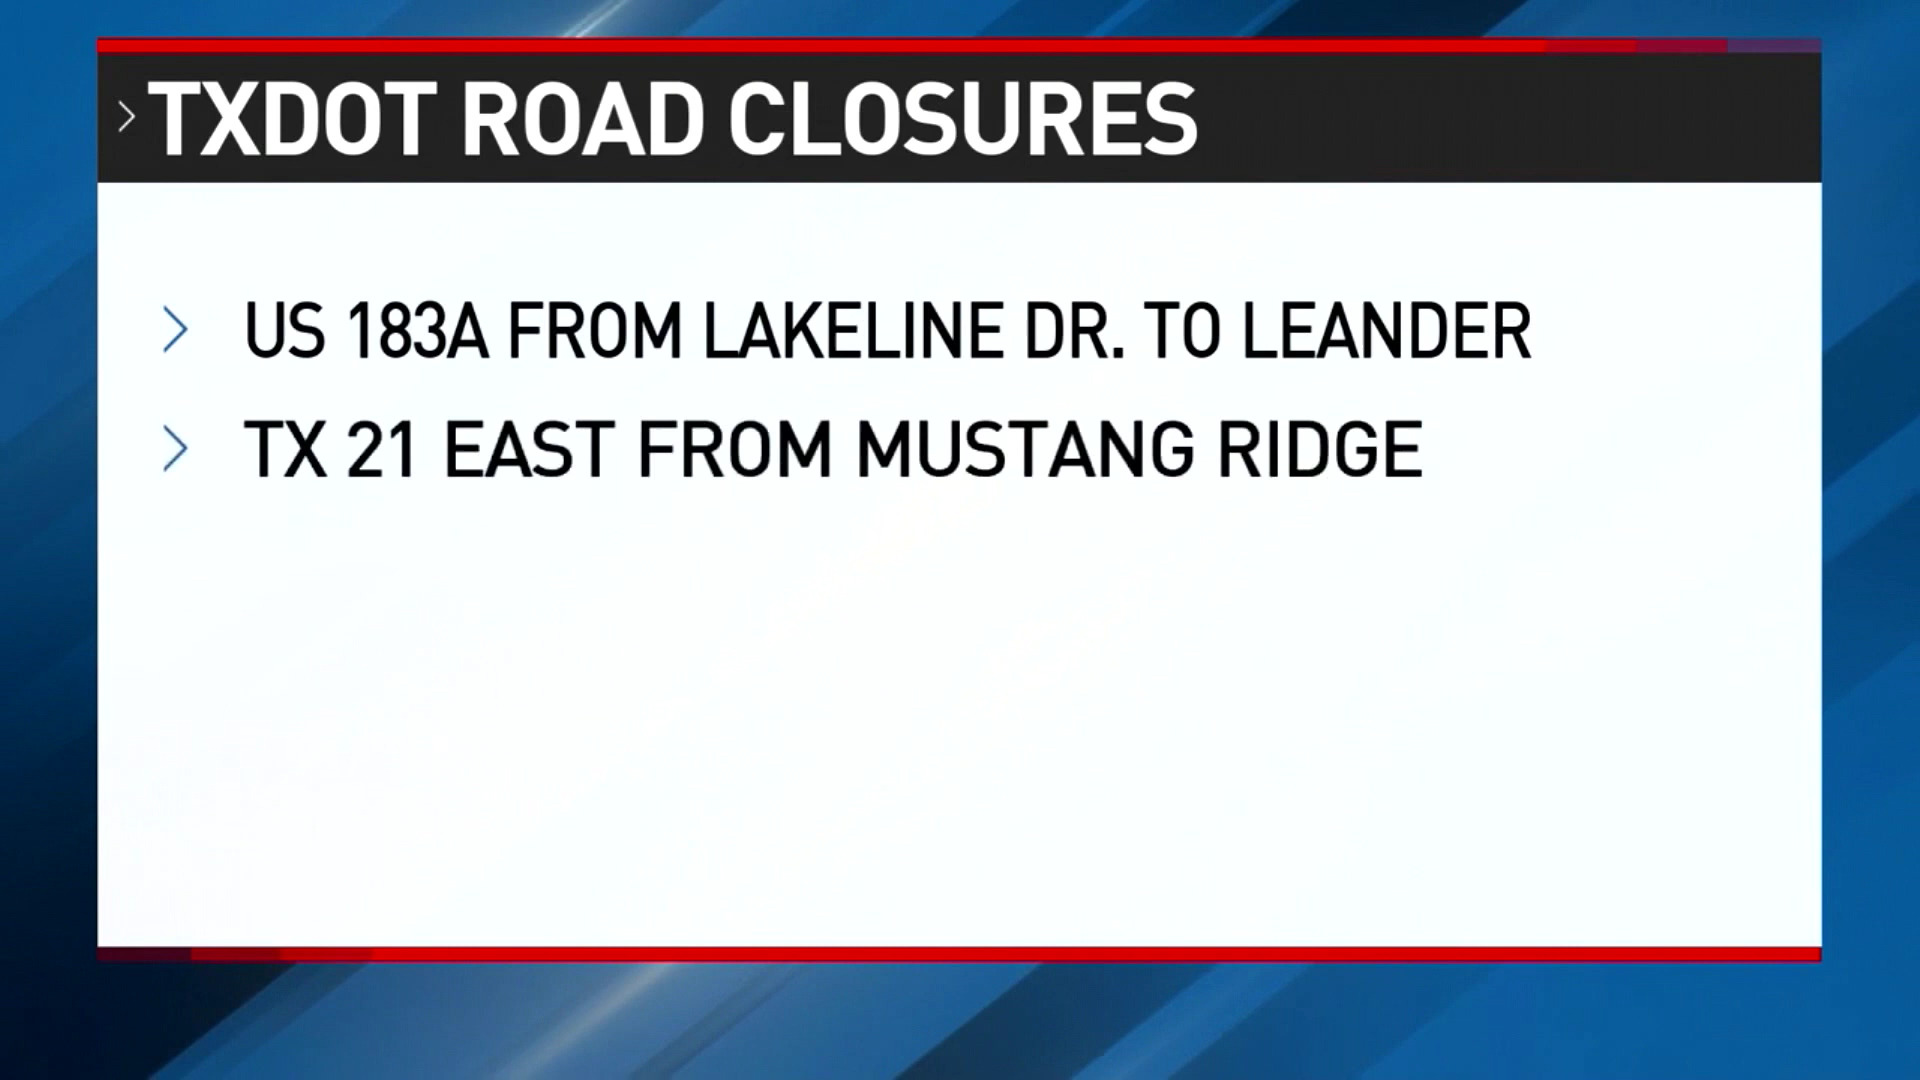 TXDOT ROAD CLOSURES
US 183A FROM LAKELINE DR. TO LEANDER
TX 21 EAST FROM MUSTANG RIDGE